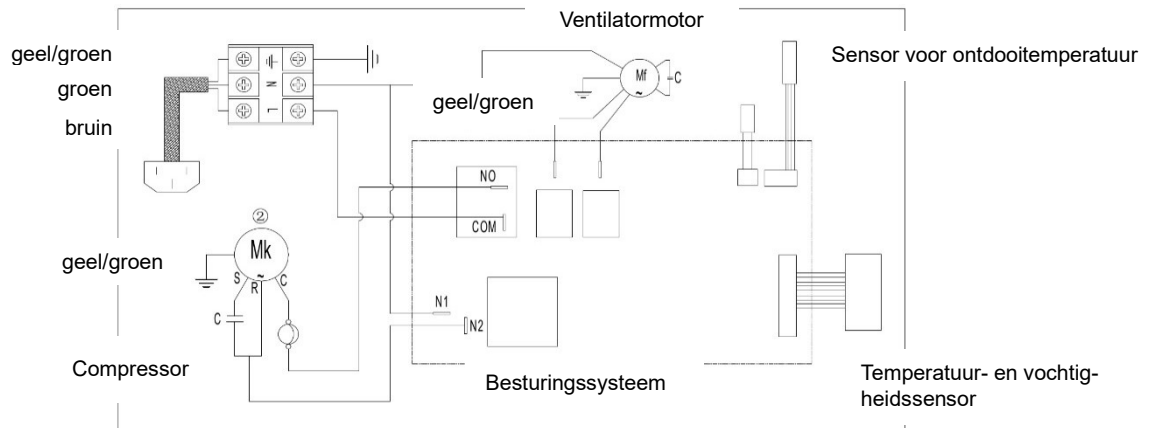 Ventilatormotor
geel/groen
Sensor voor ontdooitemperatuur
groen
N
L
Mf
~
C
geel/groen
bruin
NO
COM
②
Mk
~
geel/groen
S
R
C
C
N1
N2
Compressor
Besturingssysteem
Temperatuur- en vochtig-
heidssensor